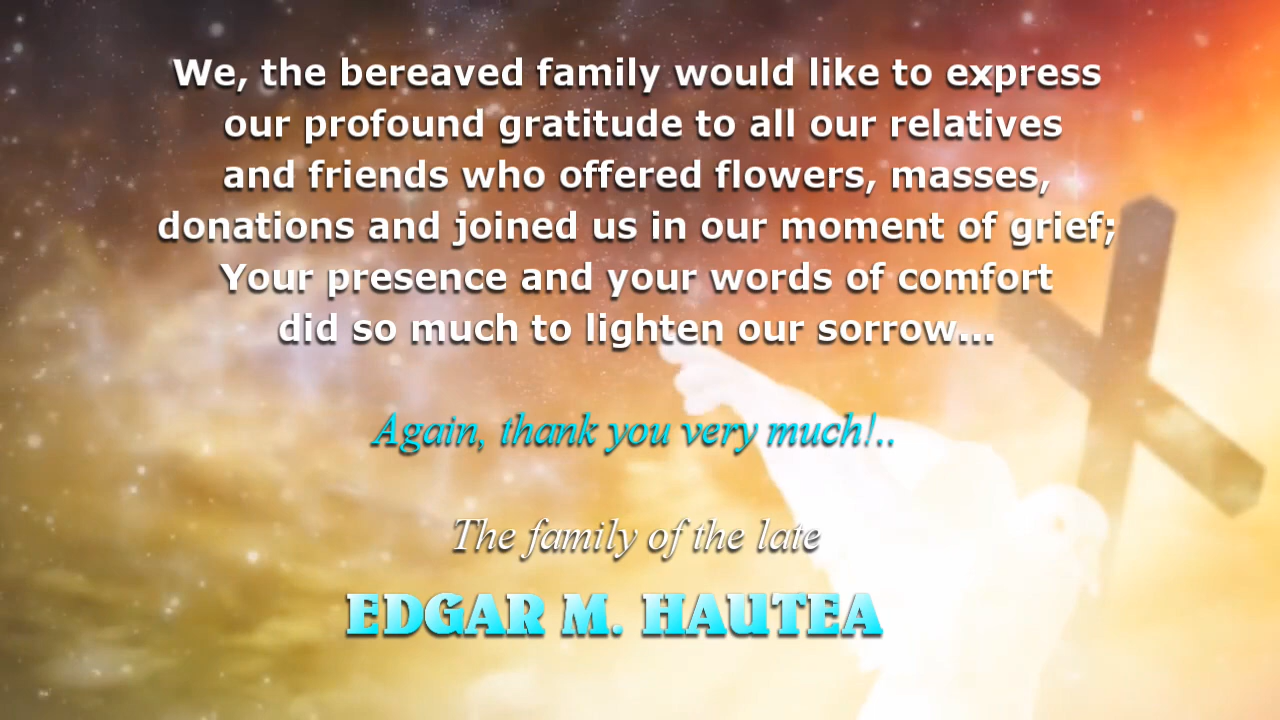 We, the bereaved family would like to express
our profound gratitude to all our relatives
and friends who offered flowers, masses,
donations and joined us in our moment of grief;
Your presence and your words of comfort
did so much to lighten our sorrow...
Again, thank you very much!..
The family of the late
EDGAR M. HAUTEA